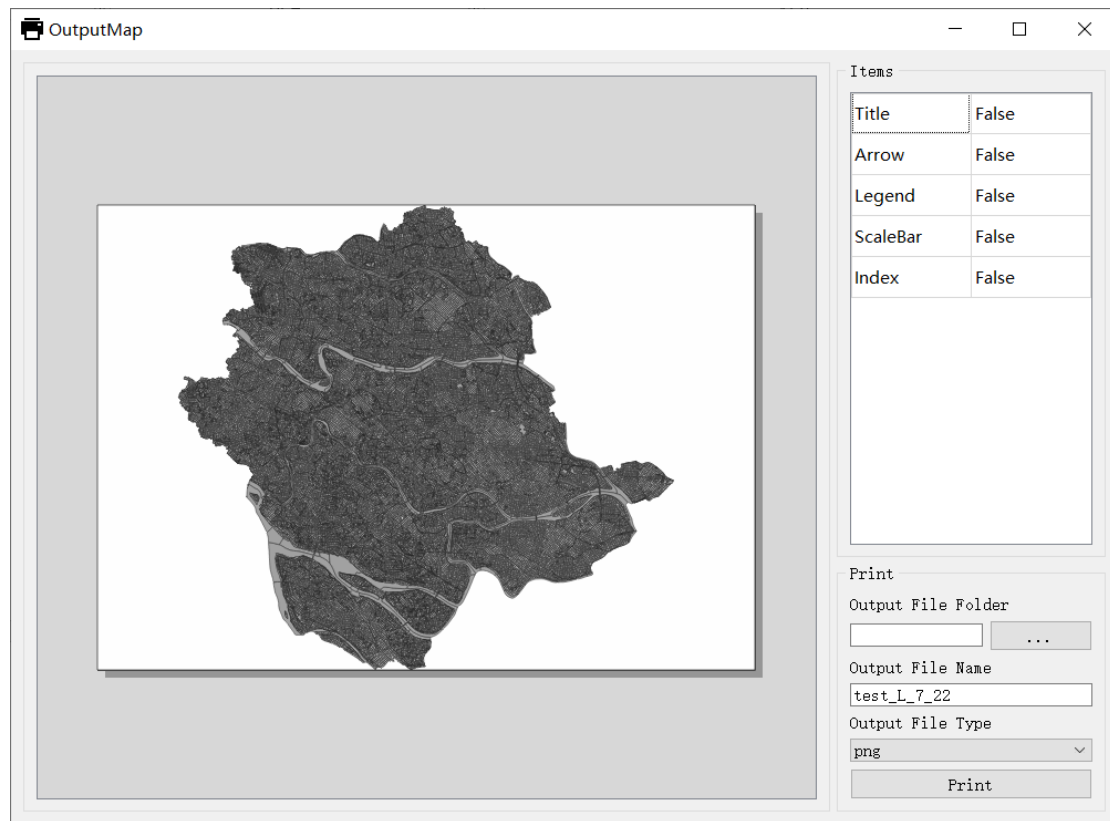 OutputMap
Items
Title False
Arrow False
Legend False
ScaleBar False
Index False
Print
Output File Folder
...
Output File Name
test_L_7_22
Output File Type
png
Print